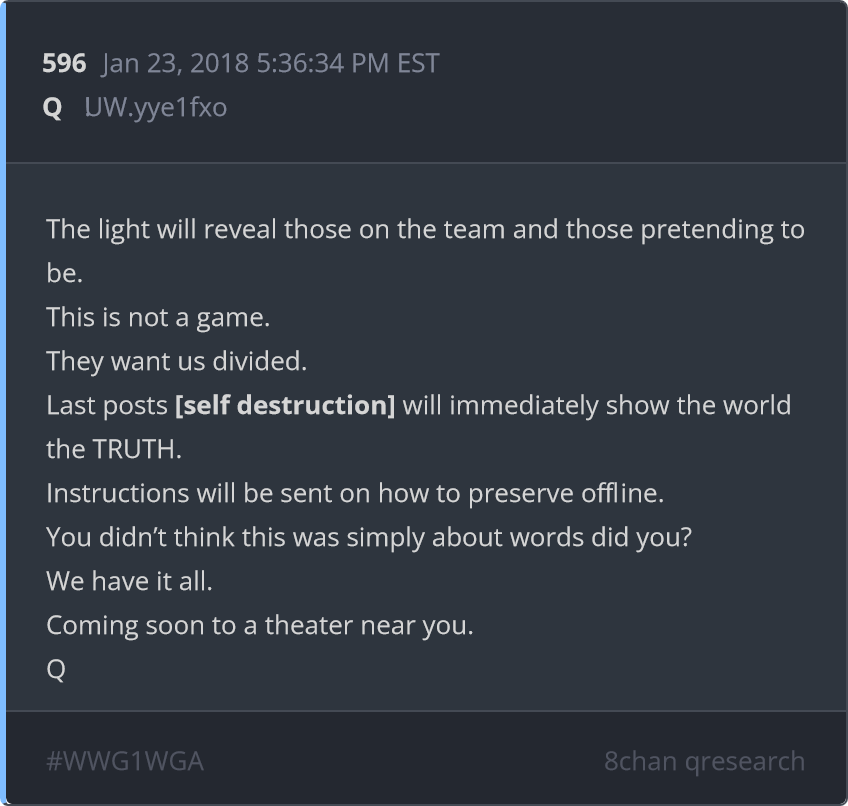 596 Jan 23, 2018 5:36:34 PM EST
Q UW.yye1fxo
The light will reveal those on the team and those pretending to
be.
This is not a game.
They want us divided.
Last posts [self destruction] will immediately show the world
the TRUTH.
Instructions will be sent on how to preserve offline.
You didn’t think this was simply about words did you?
We have it all.
Coming soon to a theater near you.
Q
#WWG1WGA 8chan qresearch